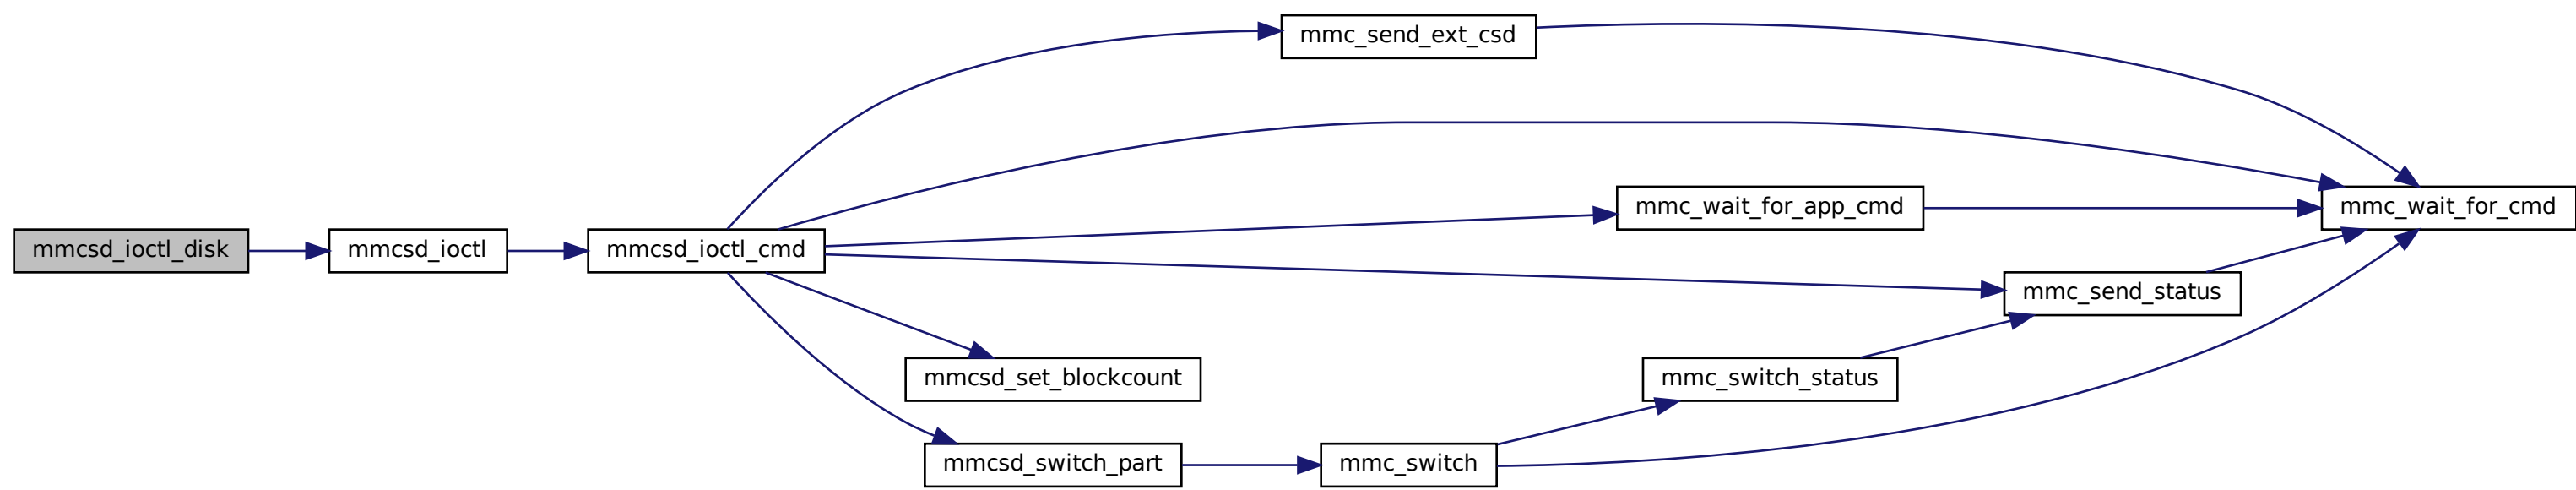 mmc_send_ext_csd
mmc_wait_for_app_cmd
mmc_wait_for_cmd
mmcsd_ioctl_disk
mmcsd_ioctl
mmcsd_ioctl_cmd
mmc_send_status
mmcsd_set_blockcount
mmc_switch_status
mmcsd_switch_part
mmc_switch